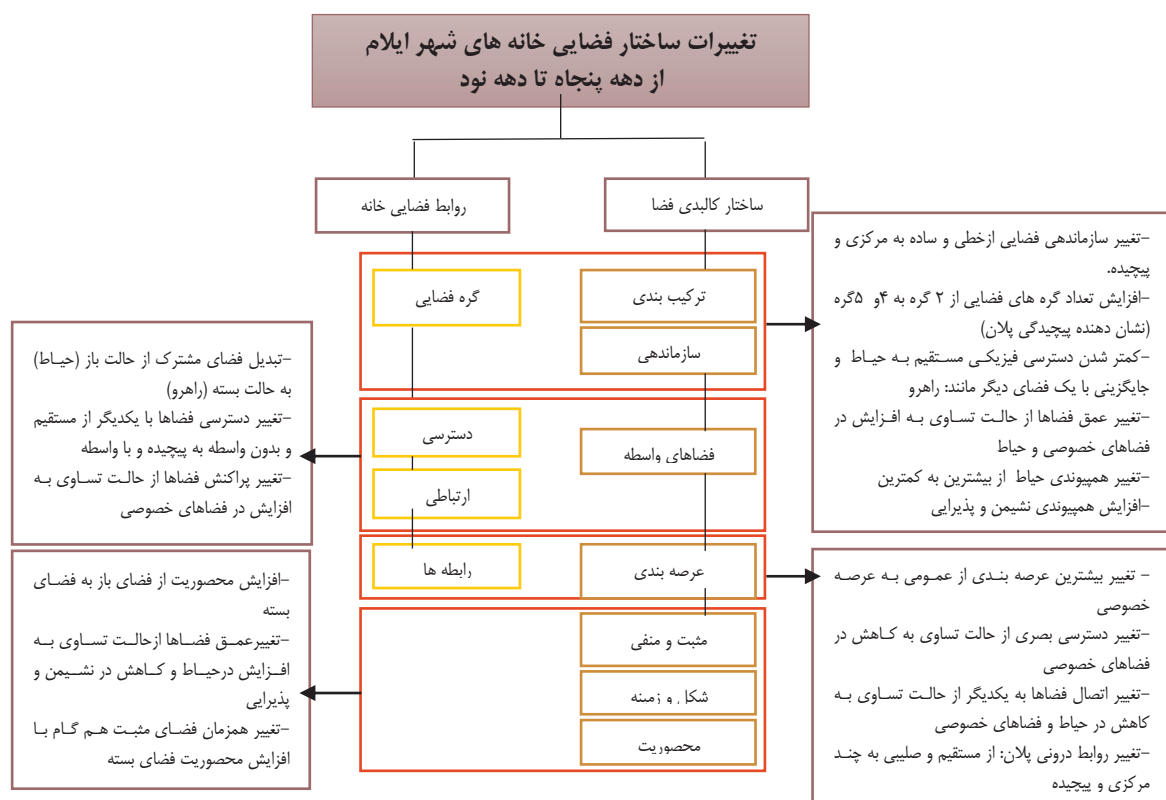 تغییرات ساختار فضایی خانه های شهر ایلام
از دهه پنجاه تا دهه نود
ساختار کالبدی فضا
روابط فضایی خانه
ترکیب بندی
سازماندهی
فضاهای واسطه
عرصه بندی
مثبت و منفی
شکل و زمینه
محصوریت
گره فضایی
دسترسی
ارتباطی
رابطه ها
-تغییر سازماندهی فضایی ازخطی و ساده به مرکزی و
پیچیده.
-افزایش تعداد گره های فضایی از ۲ گره به ۴و ۵گره
(نشان دهنده پیچیدگی پلان)
-کمتر شدن دسترسی فیزیکی مستقیم به حیاط و
جایگزینی با یک فضای دیگر مانند: راهرو
-تغییر عمق فضاها از حالت تساوی به افزایش در
فضاهای خصوصی و حیاط
-تغییر همپیوندی حیاط از بیشترین به کمترین
-افزایش همپیوندی نشیمن و پذیرایی
-تبدیل فضای مشترک از حالت باز (حیاط)
به حالت بسته (راهرو)
-تغییر دسترسی فضاها با یکدیگر از مستقیم
و بدون واسطه به پیچیده و با واسطه
-تغییر پراکنش فضاها از حالت تساوی به
افزایش در فضاهای خصوصی
- تغییر بیشترین عرصه بندی از عمومی به عرصه
خصوصی
-تغییر دسترسی بصری از حالت تساوی به کاهش در
فضاهای خصوصی
-تغییر اتصال فضاها به یکدیگر از حالت تساوی به
کاهش در حیاط و فضاهای خصوصی
-تغییر روابط درونی پلان: از مستقیم و صلیبی به چند
مرکزی و پیچیده
-افزایش محصوریت از فضای باز به فضای
بسته
-تغییرعمق فضاها ازحالت تساوی به
افزایش درحیاط و کاهش در نشیمن و
پذیرایی
-تغییر همزمان فضای مثبت هم گام با
افزایش محصوریت فضای بسته